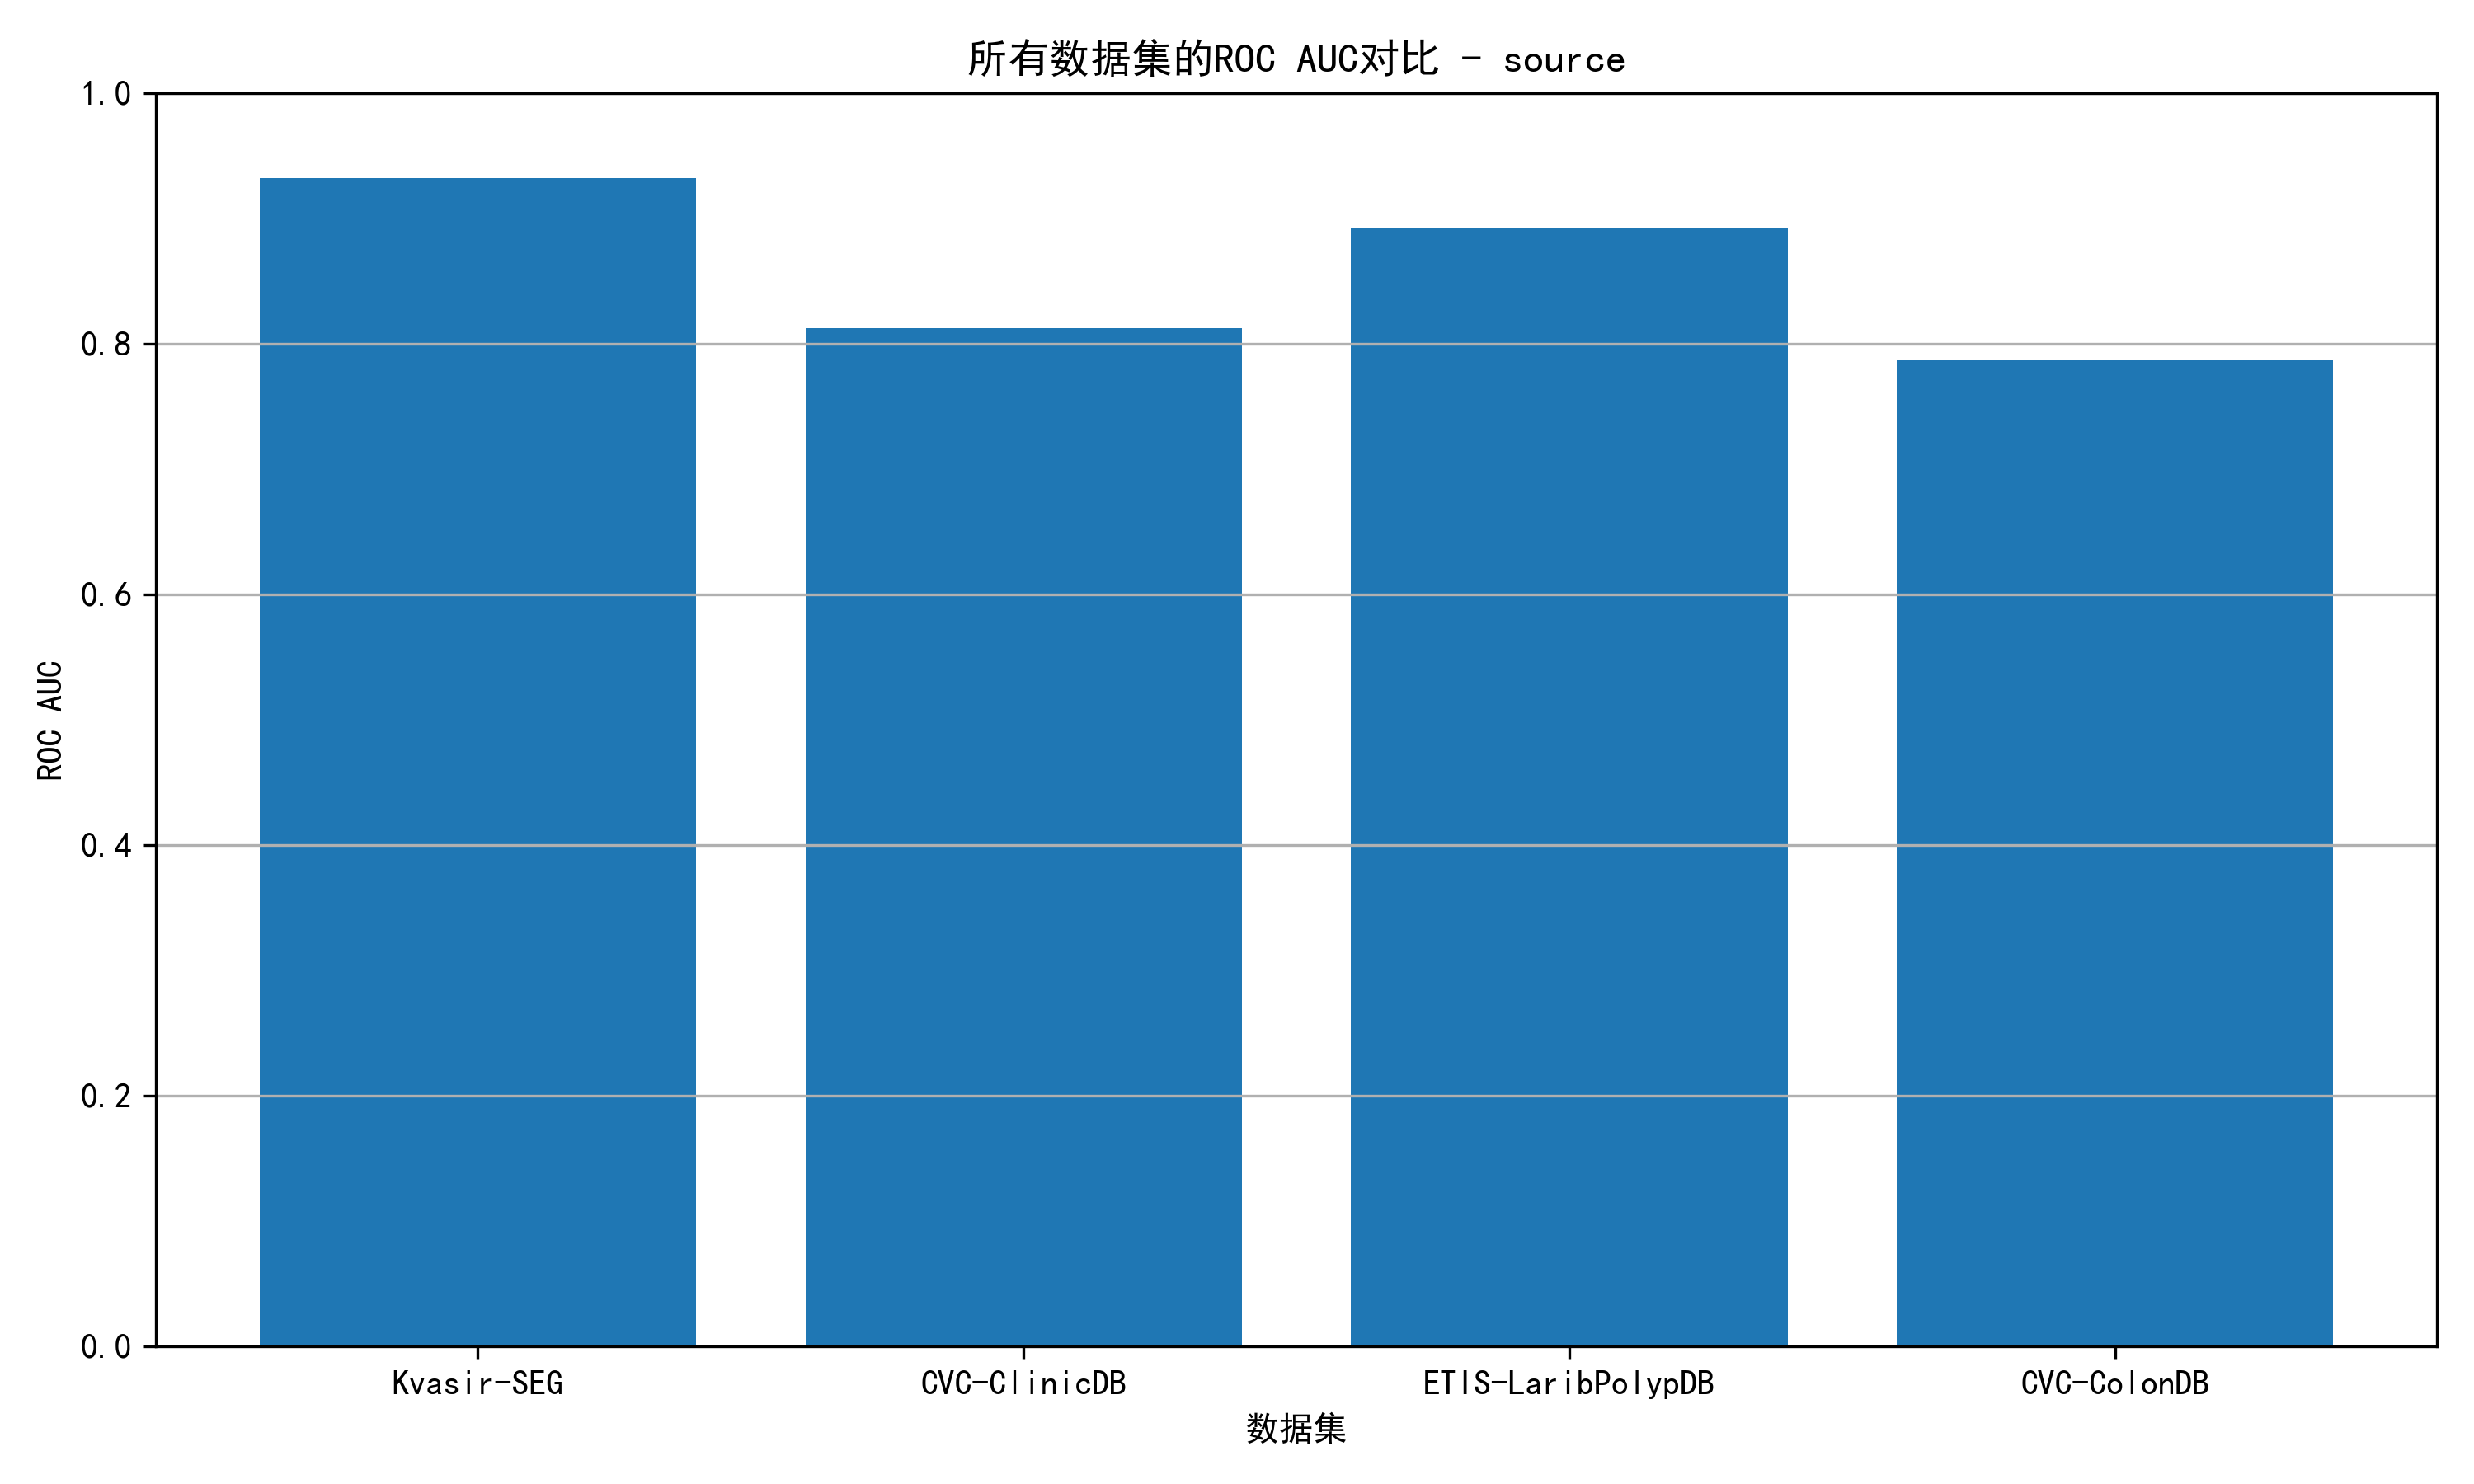 所有数据集的ROC AUC对比 - source
1.0
0.8
0.6
0.4
0.2
0.0
ROC AUC
Kvasir-SEG
CVC-ClinicDB
ETIS-LaribPolypDB
CVC-ColonDB
数据集